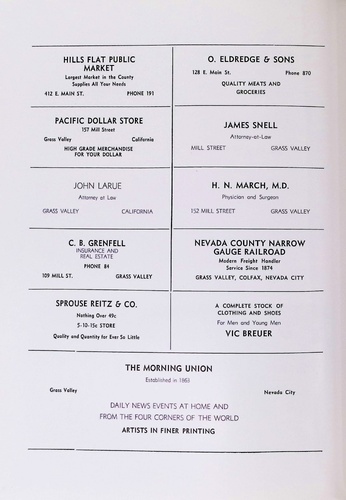 HILLS FLAT PUBLIC
MARKET
Largest Market in the County
Supplies All Your Needs
412 E. MAIN ST. PHONE 191
O. ELDREDGE & SONS
128 E. Main St. Phone 870
QUALITY MEATS AND
GROCERIES
PACIFIC DOLLAR STORE
157 Mill Street
Grass Valley California
HIGH GRADE MERCHANDISE
FOR YOUR DOLLAR
JAMES SNELL
Attorney-at-Law
MILL STREET GRASS VALLEY
JOHN LARUE
Attorney at Law
GRASS VALLEY CALIFORNIA
H. N. MARCH, M.D.
Physician and Surgeon
152 MILL STREET GRASS VALLEY
C. B. GRENFELL
INSURANCE AND
REAL ESTATE
PHONE 84
109 MILL ST. GRASS VALLEY
NEVADA COUNTY NARROW
GAUGE RAILROAD
Modern Freight Handler
Service Since 1874
GRASS VALLEY, COLFAX, NEVADA CITY
SPROUSE REITZ & CO.
Nothing Over 49c
5-10-15c STORE
Quality and Quantity for Ever So Little
A COMPLETE STOCK OF
CLOTHING AND SHOES
For Men and Young Men
VIC BREUER
THE MORNING UNION
Established in 1863
Grass Valley Nevada City
DAILY NEWS EVENTS AT HOME AND
FROM THE FOUR CORNERS OF THE WORLD
ARTISTS IN FINER PRINTING